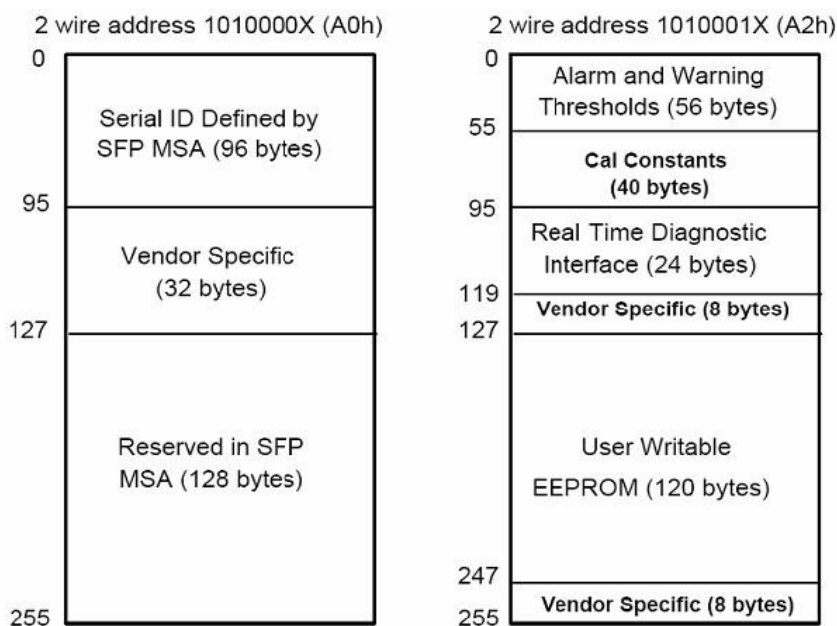 2 wire address 1010000X (A0h)
0
Serial ID Defined by
SFP MSA (96 bytes)
95
Vendor Specific
(32 bytes)
127
Reserved in SFP
MSA (128 bytes)
255
2 wire address 1010001X (A2h)
0
Alarm and Warning
Thresholds (56 bytes)
55
Cal Constants
(40 bytes)
95
Real Time Diagnostic
Interface (24 bytes)
119
Vendor Specific (8 bytes)
127
User Writable
EEPROM (120 bytes)
247
Vendor Specific (8 bytes)
255